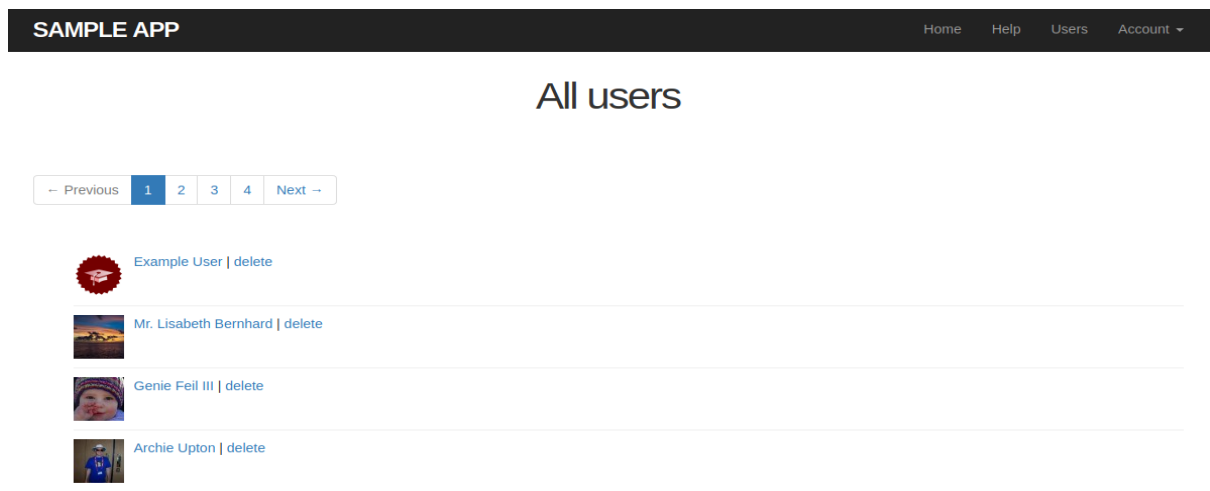 SAMPLE APP Home Help Users Account
All users
← Previous 1 2 3 4 Next →
Example User | delete
Mr. Lisabeth Bernhard | delete
Genie Feil III | delete
Archie Upton | delete